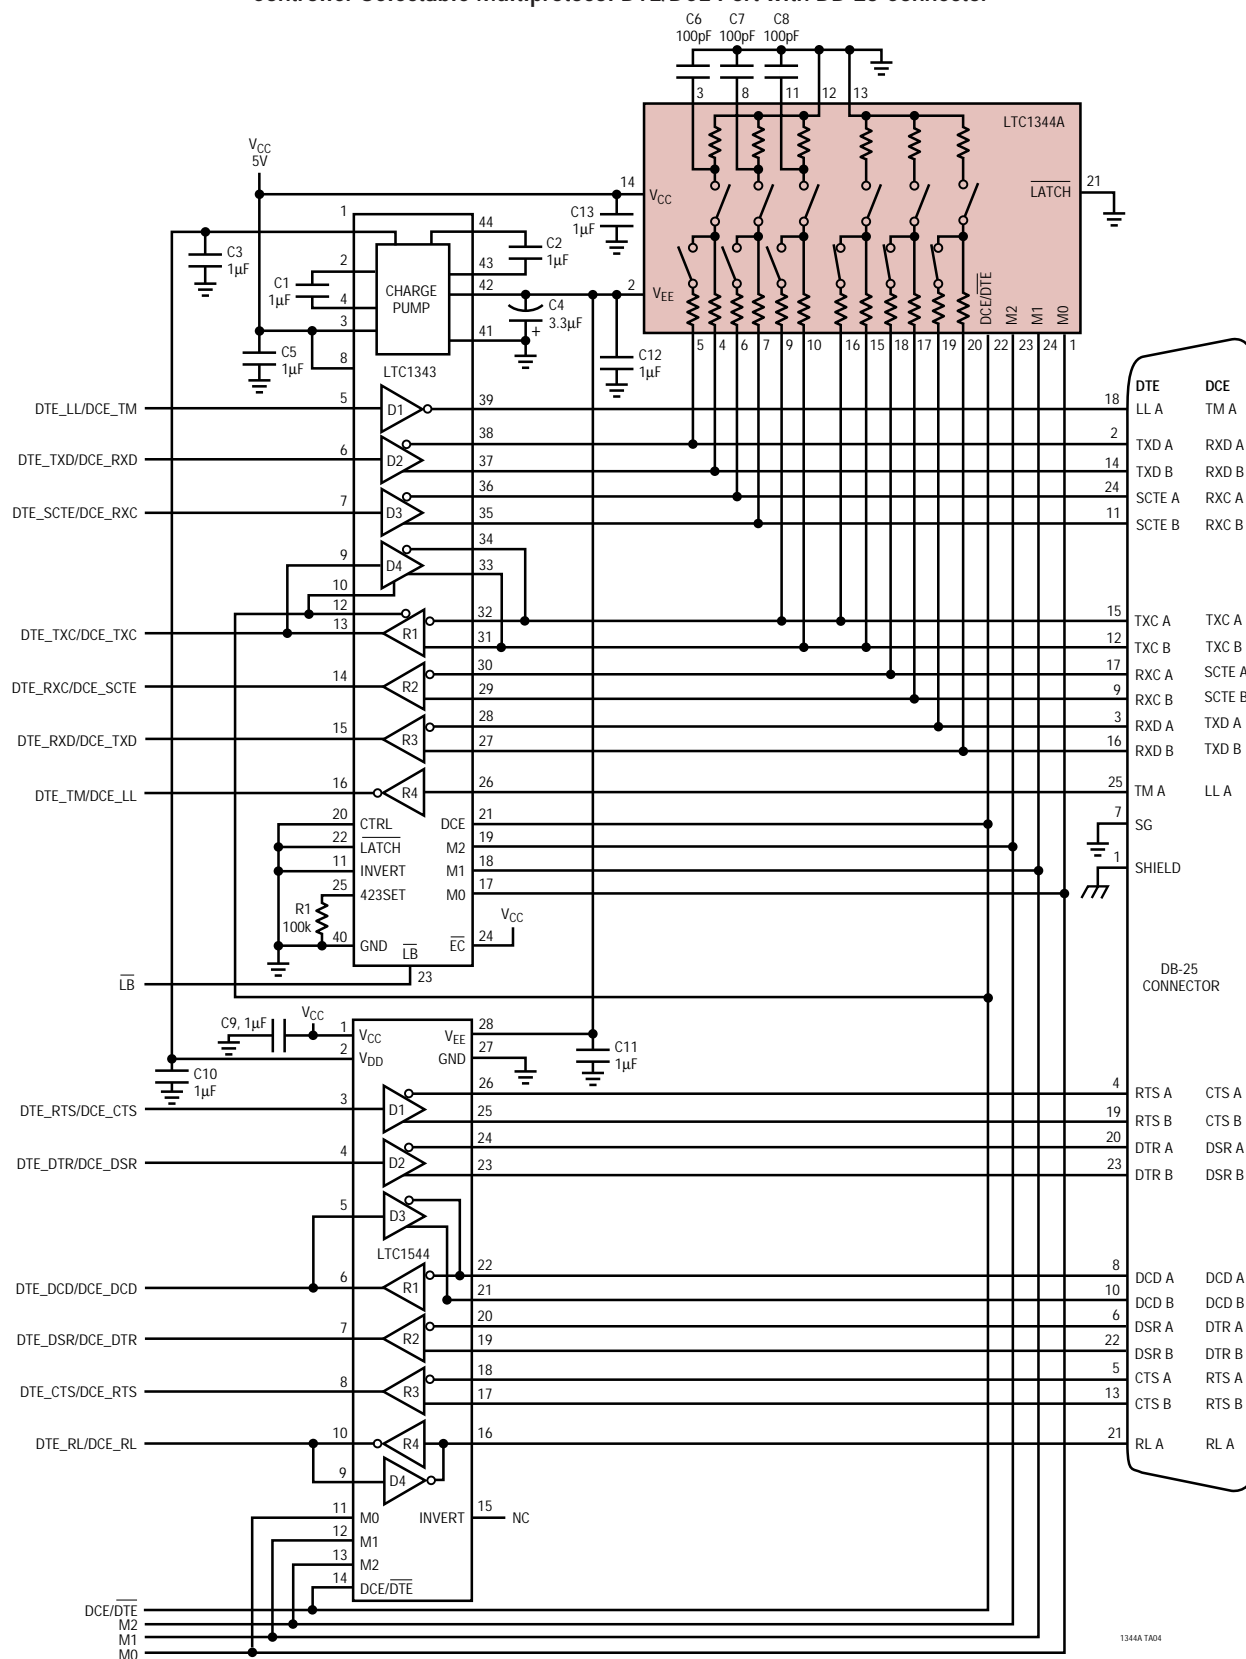 C6 C7 C8
100pF 100pF 100pF
3 8 11 12 13
LTC1344A
VCC
5V
14
VCC
LATCH
21
C13
1µF
1
44
C3
1µF
C2
1µF
2
43
C1
1µF
CHARGE
PUMP
42
2
VEE
4
C4
3.3µF
+
3
41
DCE/DTE
M2
M1
M0
C5
1µF
8
C12
1µF
5 4 6 7 9 10 16 15 18 17 19 20 22 23 24 1
LTC1343
DTE DCE
DTE_LL/DCE_TM 5 D1 39 18 LL A TM A
38 2 TXD A RXD A
DTE_TXD/DCE_RXD 6 D2 37 14 TXD B RXD B
36 24 SCTE A RXC A
DTE_SCTE/DCE_RXC 7 D3 35 11 SCTE B RXC B
34
9 D4 33
10
12 32 15 TXC A TXC A
DTE_TXC/DCE_TXC 13 R1 31 12 TXC B TXC B
30 17 RXC A SCTE A
DTE_RXC/DCE_SCTE 14 R2 29 9 RXC B SCTE B
28 3 RXD A TXD A
DTE_RXD/DCE_TXD 15 R3 27 16 RXD B TXD B
DTE_TM/DCE_LL 16 R4 26 25 TM A LL A
20 CTRL DCE 21 7 SG
22 LATCH M2 19
11 INVERT M1 18 1 SHIELD
25 423SET M0 17
R1
100k
VCC
40 GND LB EC 24
LB 23
DB-25
CONNECTOR
C9, 1µF VCC 1 VCC VEE 28
2 VDD GND 27
C11
1µF
C10
1µF
26 4 RTS A CTS A
DTE_RTS/DCE_CTS 3 D1 25 19 RTS B CTS B
24 20 DTR A DSR A
DTE_DTR/DCE_DSR 4 D2 23 23 DTR B DSR B
5 D3
LTC1544
22 8 DCD A DCD A
DTE_DCD/DCE_DCD 6 R1 21 10 DCD B DCD B
20 6 DSR A DTR A
DTE_DSR/DCE_DTR 7 R2 19 22 DSR B DTR B
18 5 CTS A RTS A
DTE_CTS/DCE_RTS 8 R3 17 13 CTS B RTS B
DTE_RL/DCE_RL 10 R4 16 21 RL A RL A
9 D4
11 M0 INVERT 15 NC
12 M1
13 M2
14 DCE/DTE
DCE/DTE
M2
M1
M0
1344A TA04